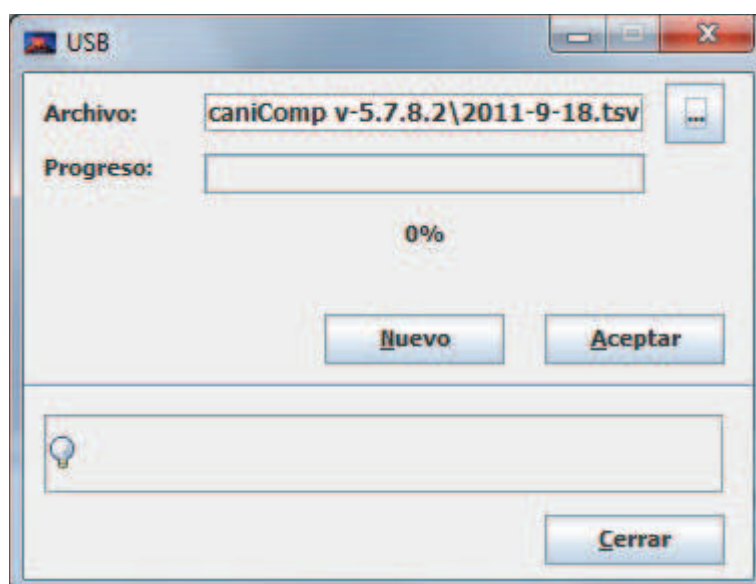 USB
Archivo: caniComp v-5.7.8.2\2011-9-18.tsv ...
Progreso:
0%
Nuevo Aceptar
Cerrar